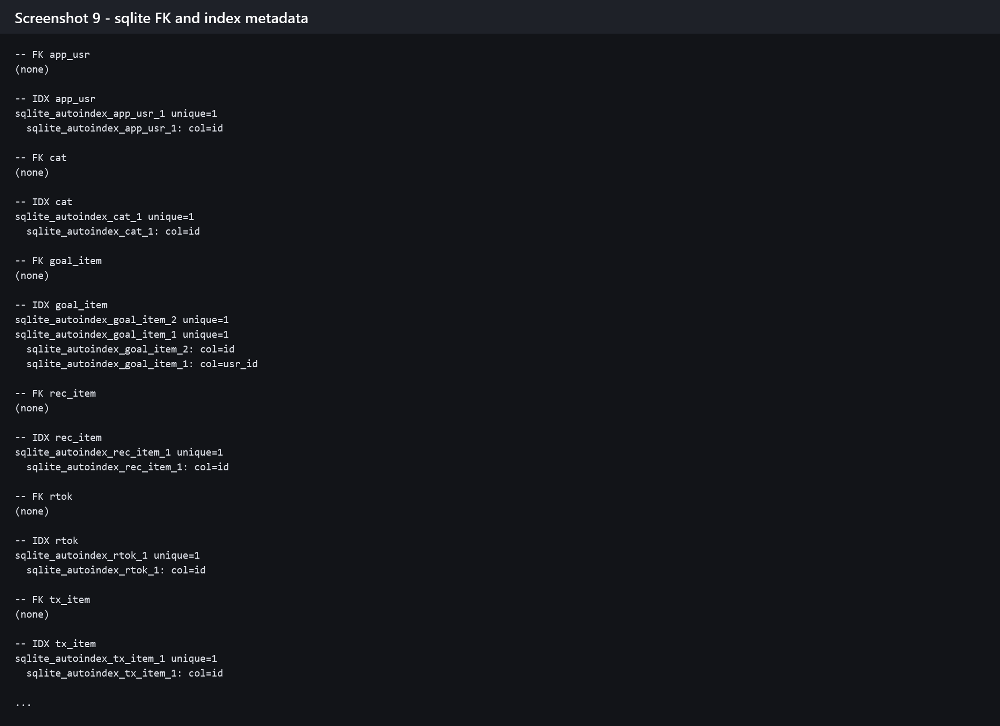 Screenshot 9 - sqlite FK and index metadata
-- FK app_usr
(none)
-- IDX app_usr
sqlite_autoindex_app_usr_1 unique=1
sqlite_autoindex_app_usr_1: col=id
-- FK cat
(none)
-- IDX cat
sqlite_autoindex_cat_1 unique=1
sqlite_autoindex_cat_1: col=id
-- FK goal_item
(none)
-- IDX goal_item
sqlite_autoindex_goal_item_2 unique=1
sqlite_autoindex_goal_item_1 unique=1
sqlite_autoindex_goal_item_2: col=id
sqlite_autoindex_goal_item_1: col=usr_id
-- FK rec_item
(none)
-- IDX rec_item
sqlite_autoindex_rec_item_1 unique=1
sqlite_autoindex_rec_item_1: col=id
-- FK rtok
(none)
-- IDX rtok
sqlite_autoindex_rtok_1 unique=1
sqlite_autoindex_rtok_1: col=id
-- FK tx_item
(none)
-- IDX tx_item
sqlite_autoindex_tx_item_1 unique=1
sqlite_autoindex_tx_item_1: col=id
...